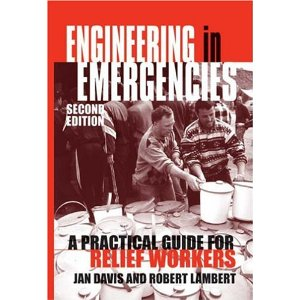 ENGINEERING in
EMERGENCIES
SECOND
EDITION
A PRACTICAL GUIDE FOR
RELIEF WORKERS
JAN DAVIS AND ROBERT LAMBERT